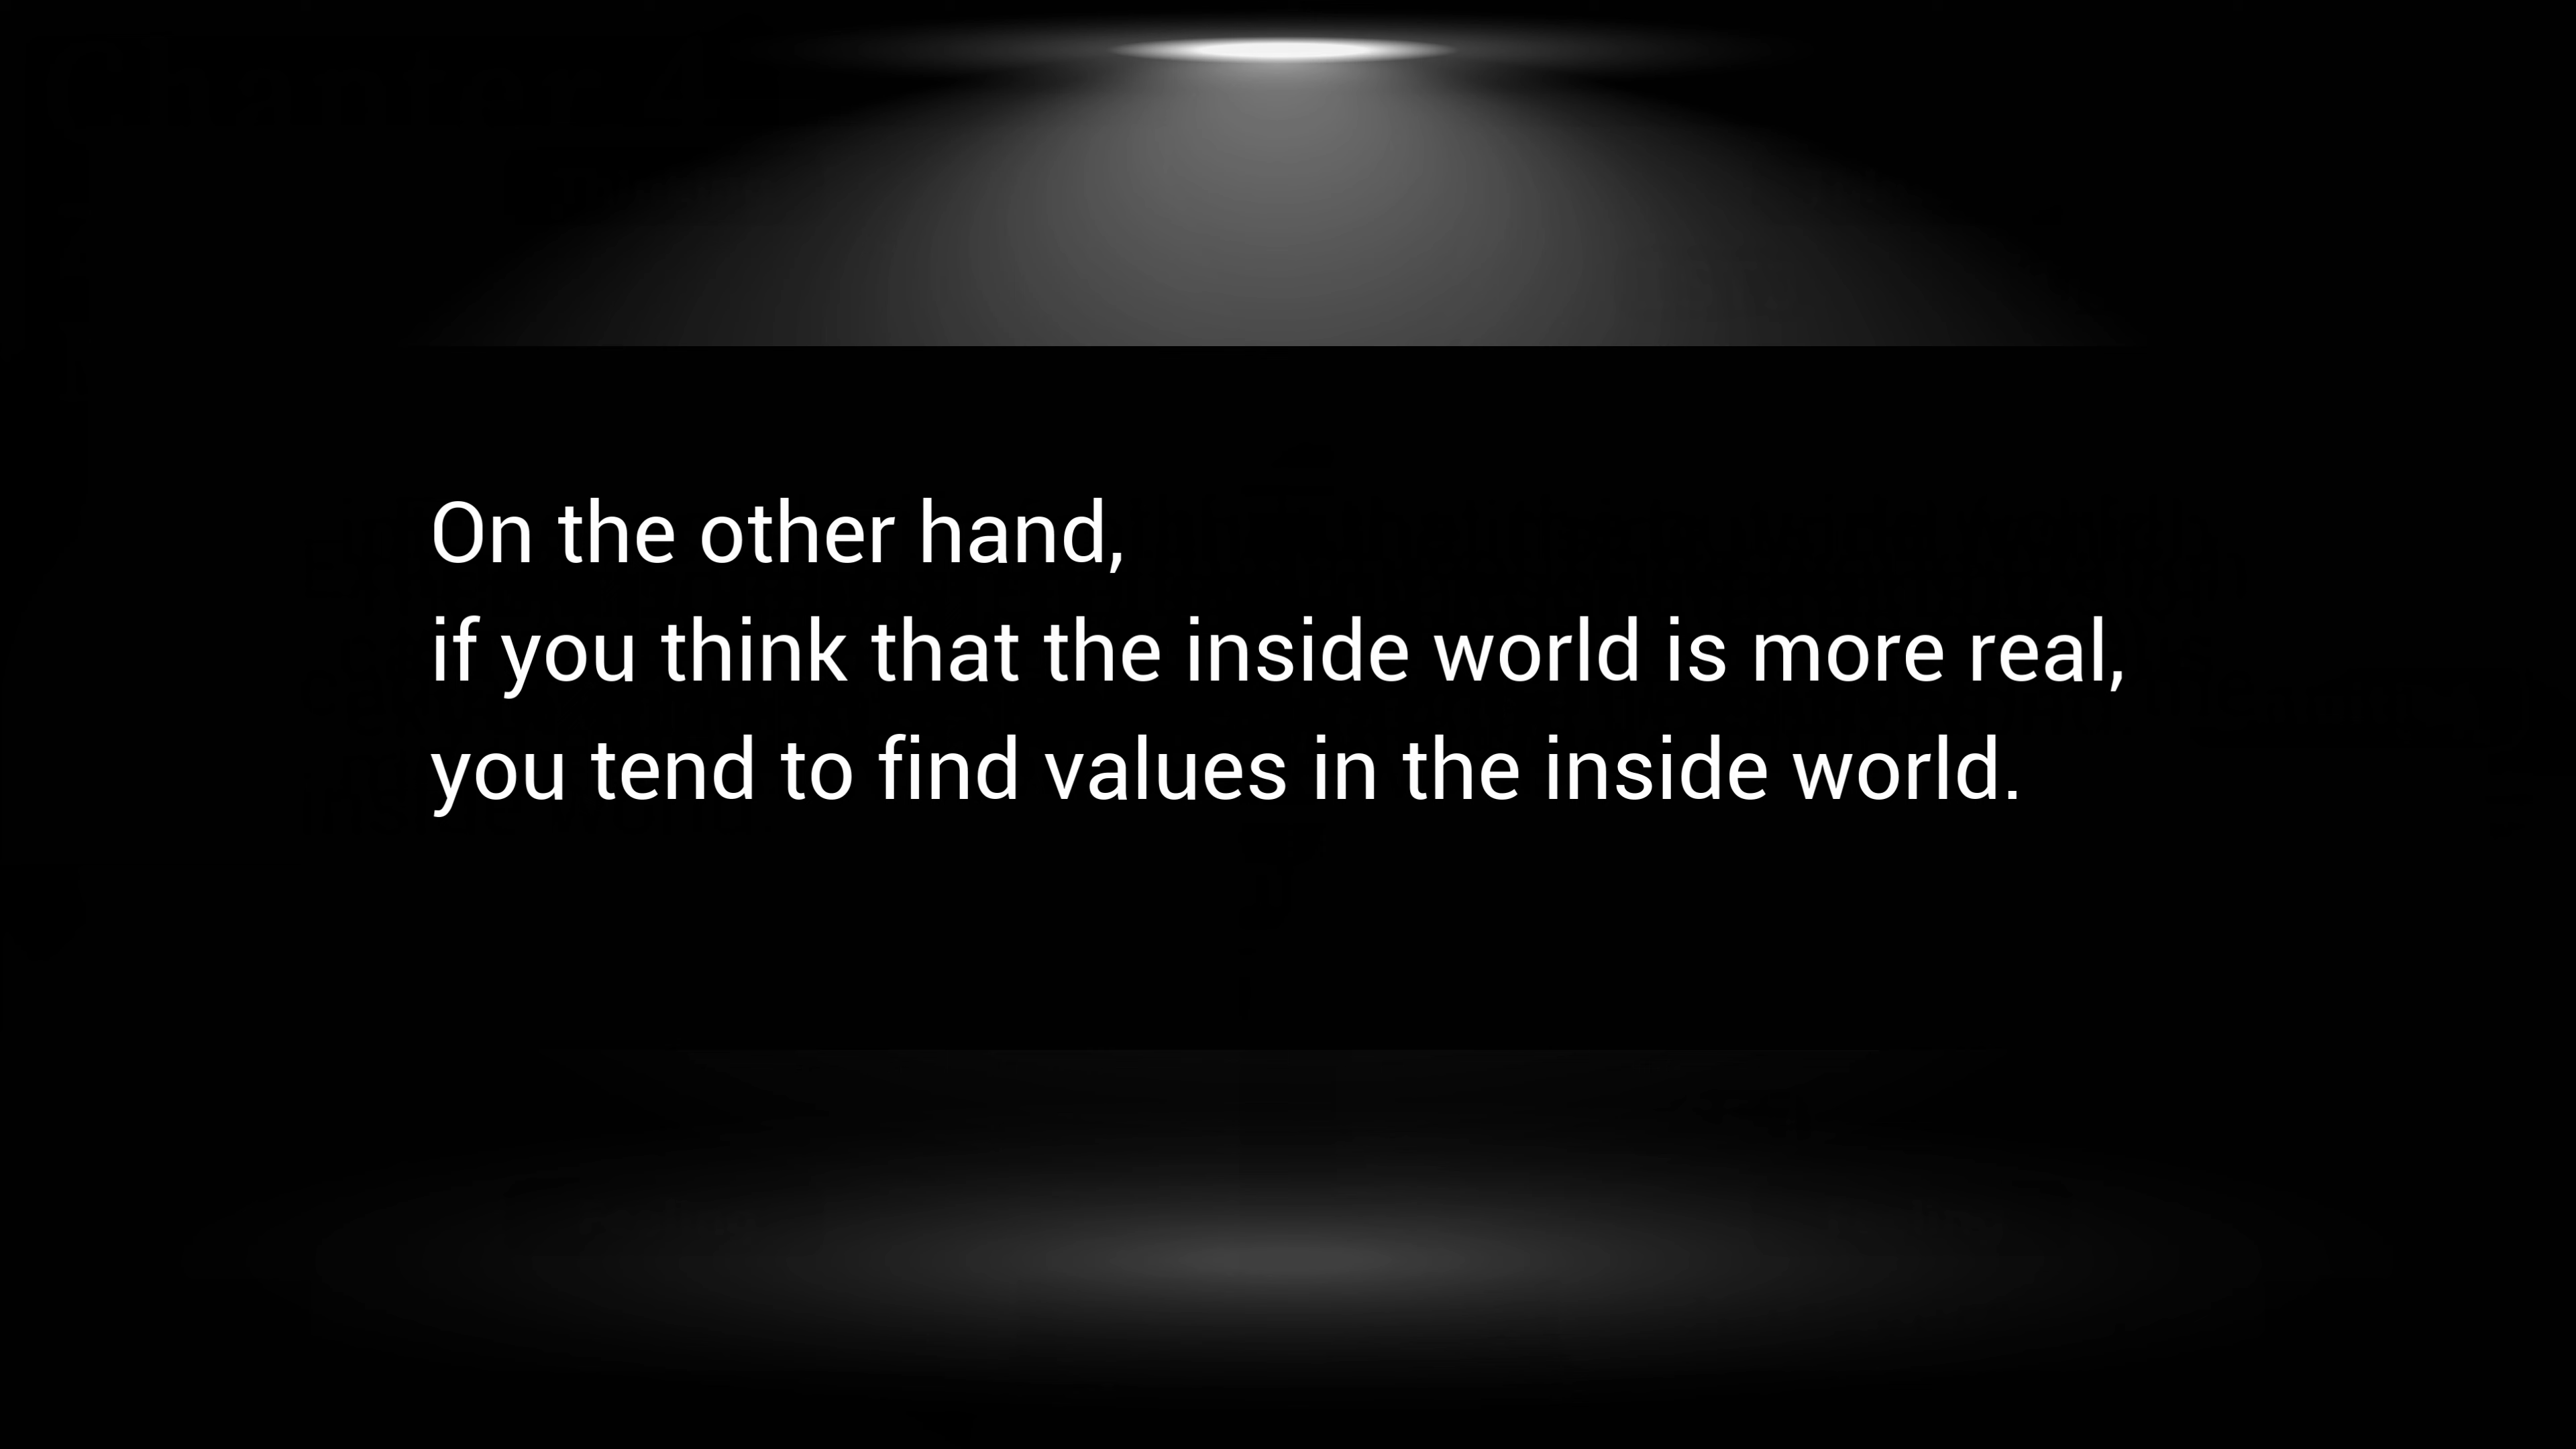 On the other hand,
if you think that the inside world is more real,
you tend to find values in the inside world.